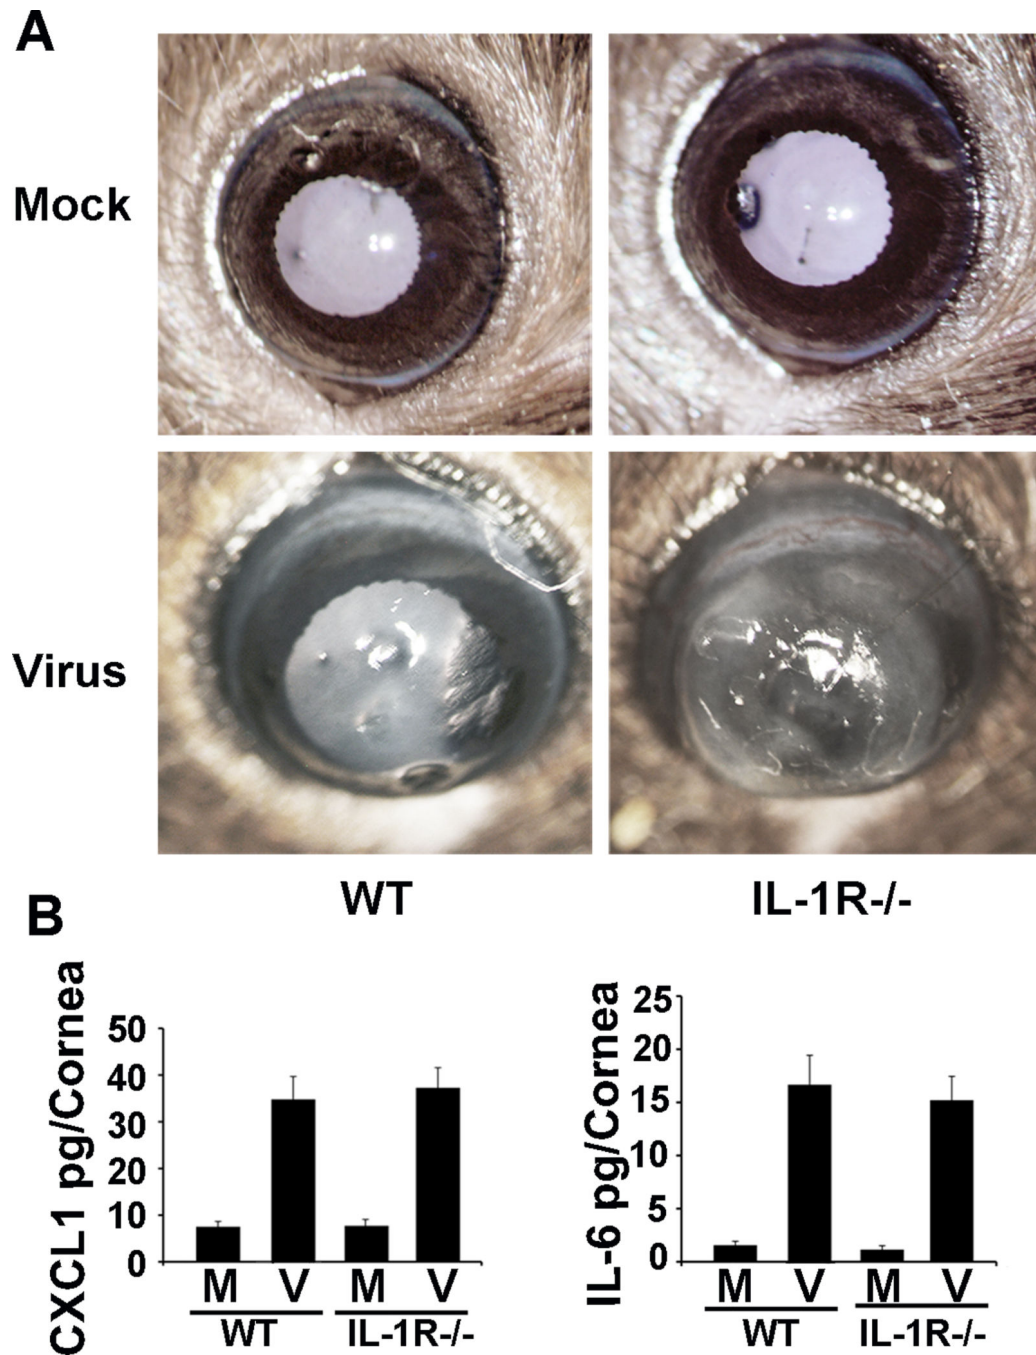 A
Mock
Virus
WT
IL-1R-/-
B
CXCL1 pg/Cornea
50
40
30
20
10
0
M V M V
WT IL-1R-/-
IL-6 pg/Cornea
25
20
15
10
5
0
M V M V
WT IL-1R-/-